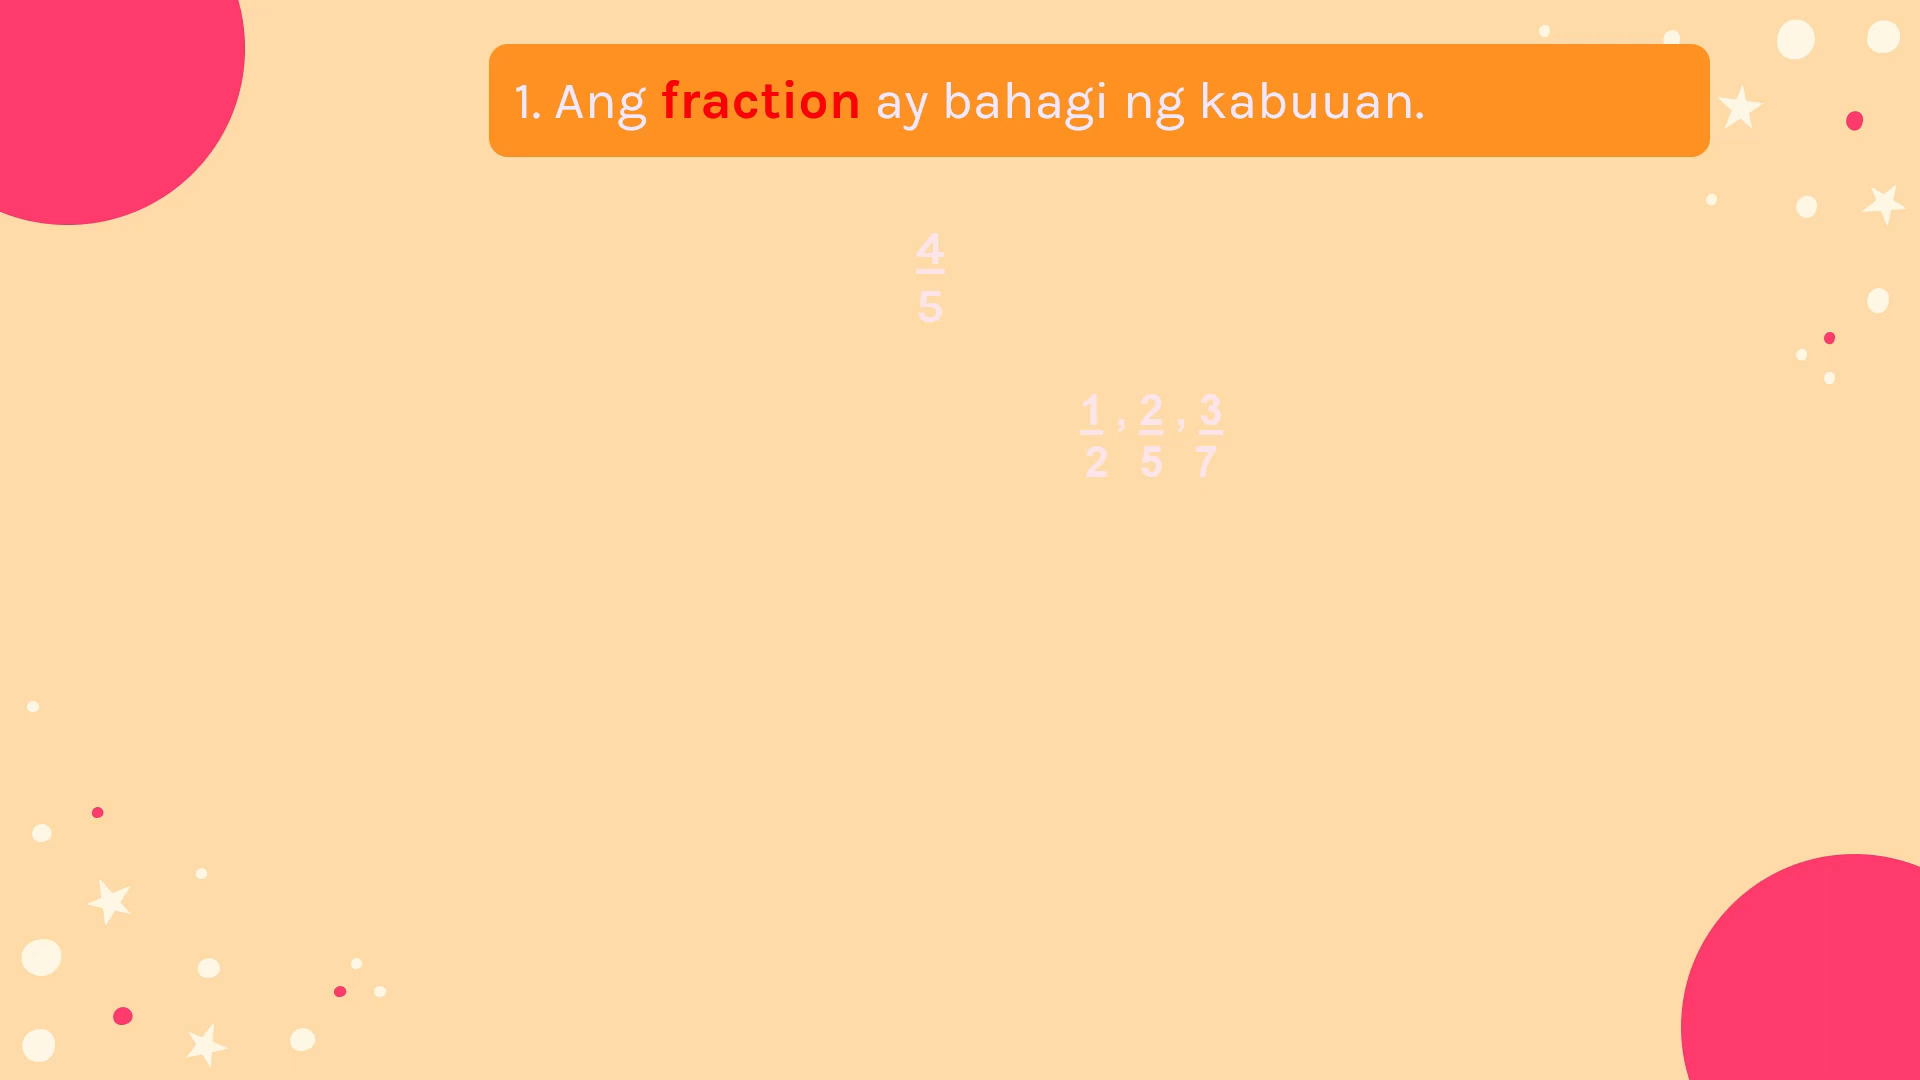 1. Ang fraction ay bahagi ng kabuuan.
4
5
1 , 2 , 3
2 5 7